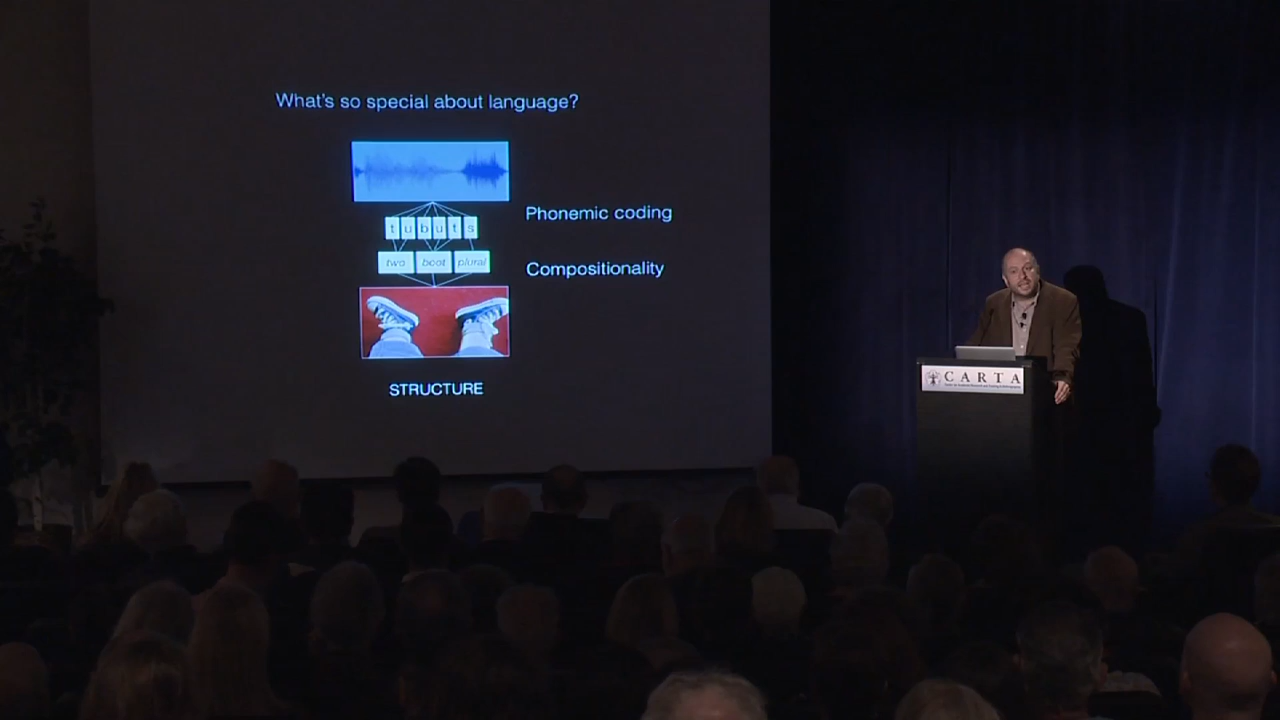 What's so special about language?
t u b u t s
Phonemic coding
two boot plural
Compositionality
STRUCTURE
CARTA